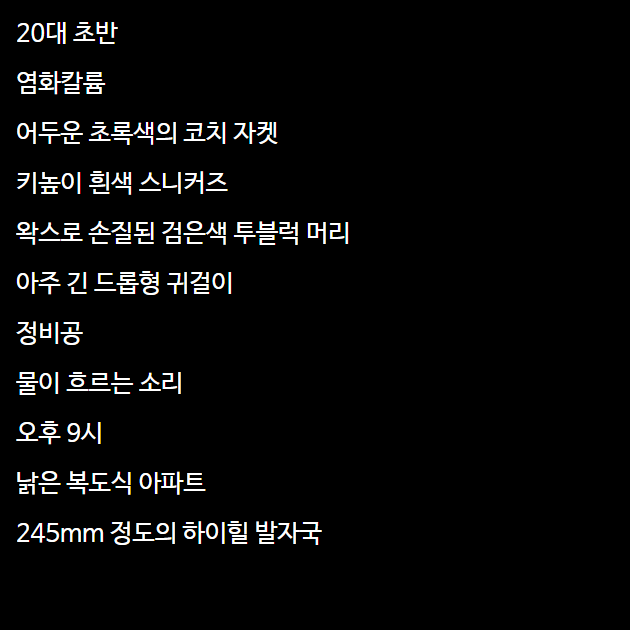 20대 초반
염화칼륨
어두운 초록색의 코치 자켓
키높이 흰색 스니커즈
왁스로 손질된 검은색 투블럭 머리
아주 긴 드롭형 귀걸이
정비공
물이 흐르는 소리
오후 9시
낡은 복도식 아파트
245mm 정도의 하이힐 발자국